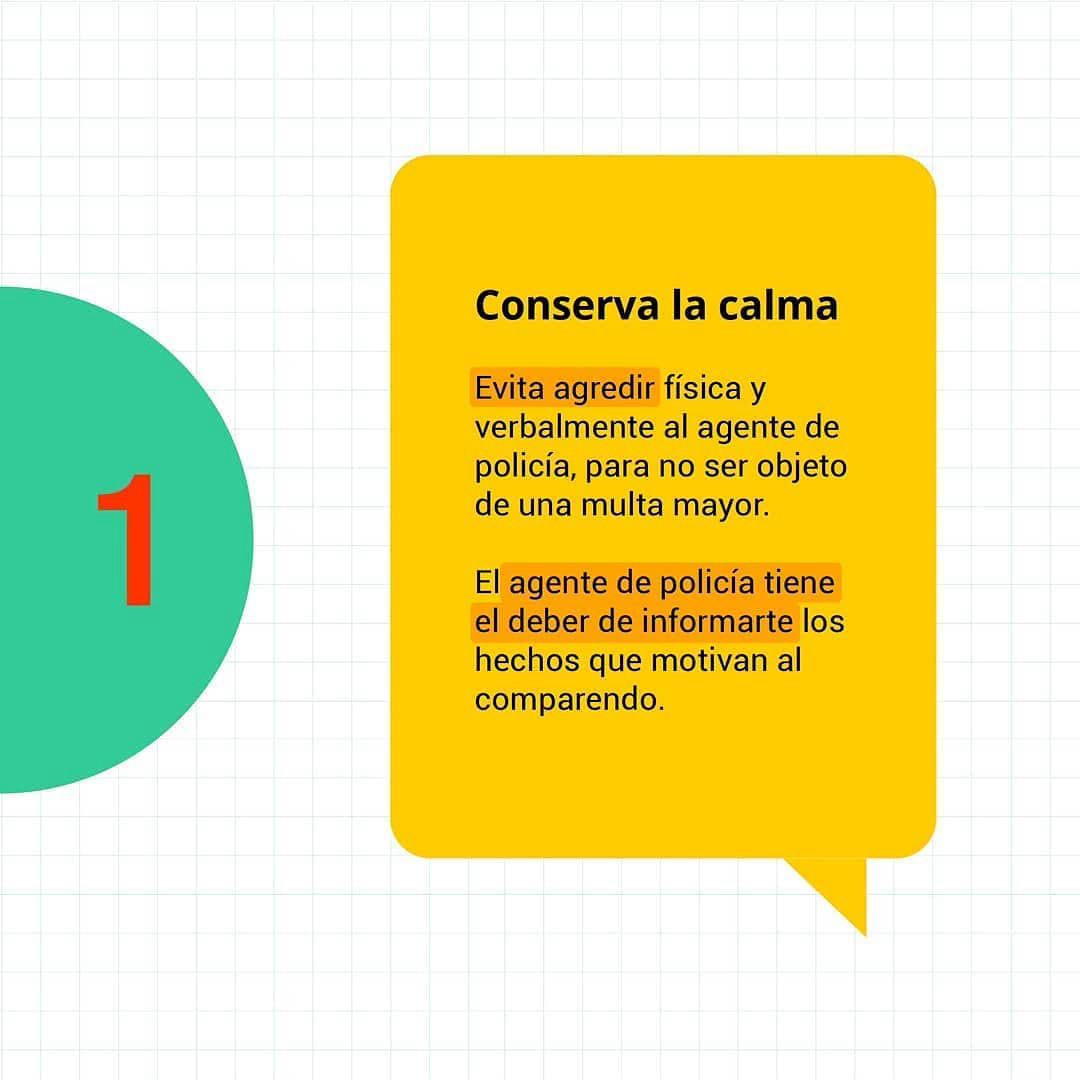 1
Conserva la calma
Evita agredir física y
verbalmente al agente de
policía, para no ser objeto
de una multa mayor.
El agente de policía tiene
el deber de informarte los
hechos que motivan al
comparendo.